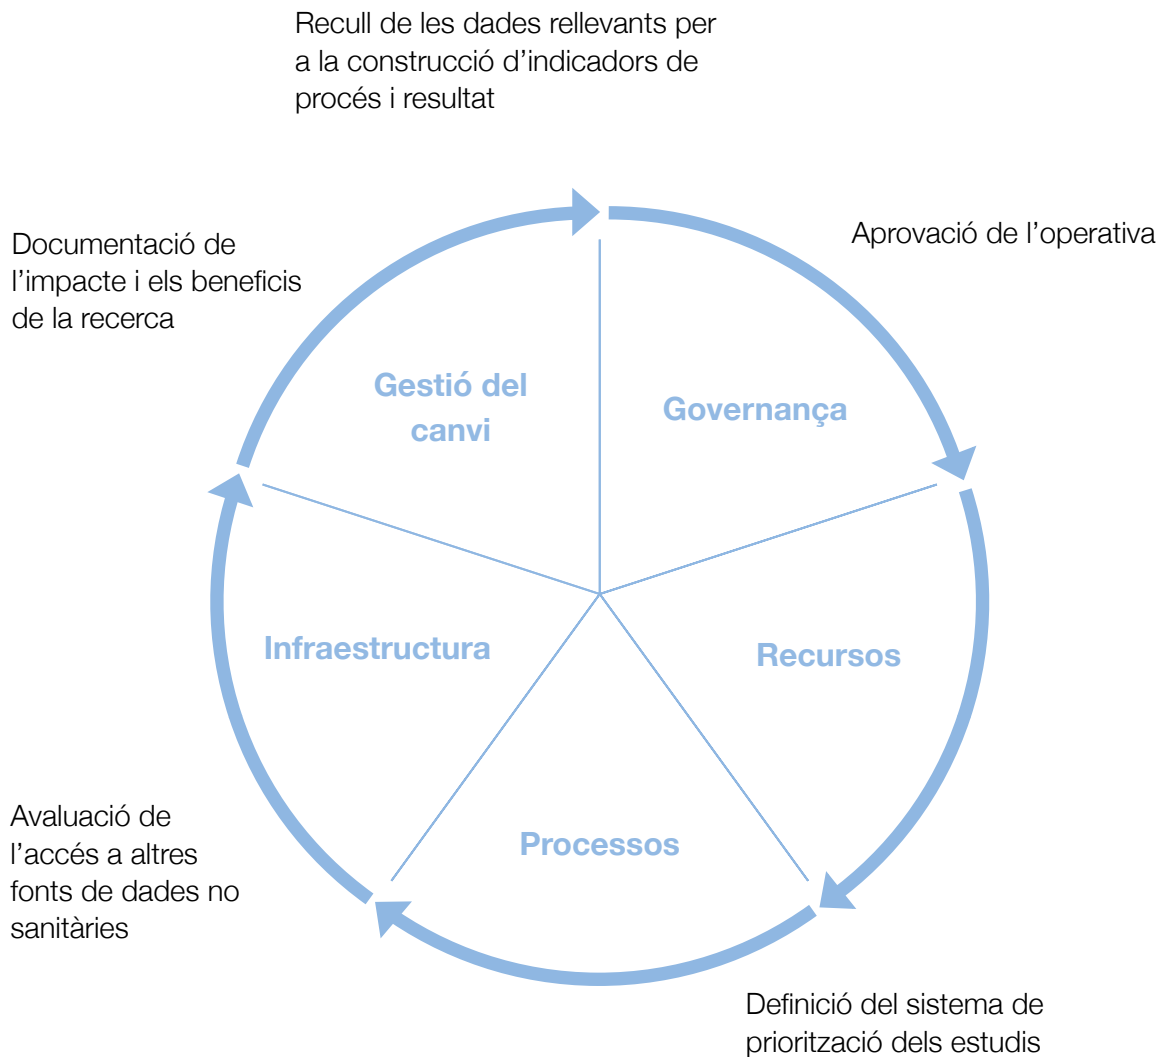 Recull de les dades rellevants per
a la construcció d’indicadors de
procés i resultat
Documentació de
l’impacte i els beneficis
de la recerca
Aprovació de l’operativa
Gestió del
canvi
Governança
Infraestructura
Recursos
Processos
Avaluació de
l’accés a altres
fonts de dades no
sanitàries
Definició del sistema de
priorització dels estudis